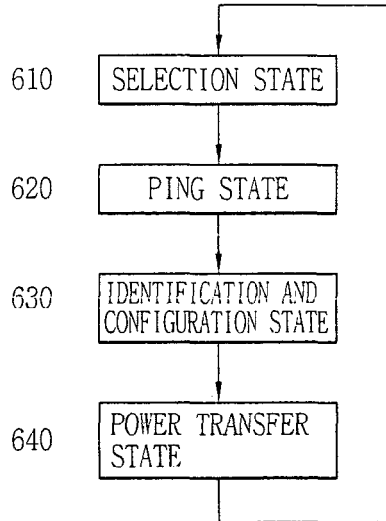 610 SELECTION STATE
620 PING STATE
630 IDENTIFICATION AND
CONFIGURATION STATE
640 POWER TRANSFER
STATE